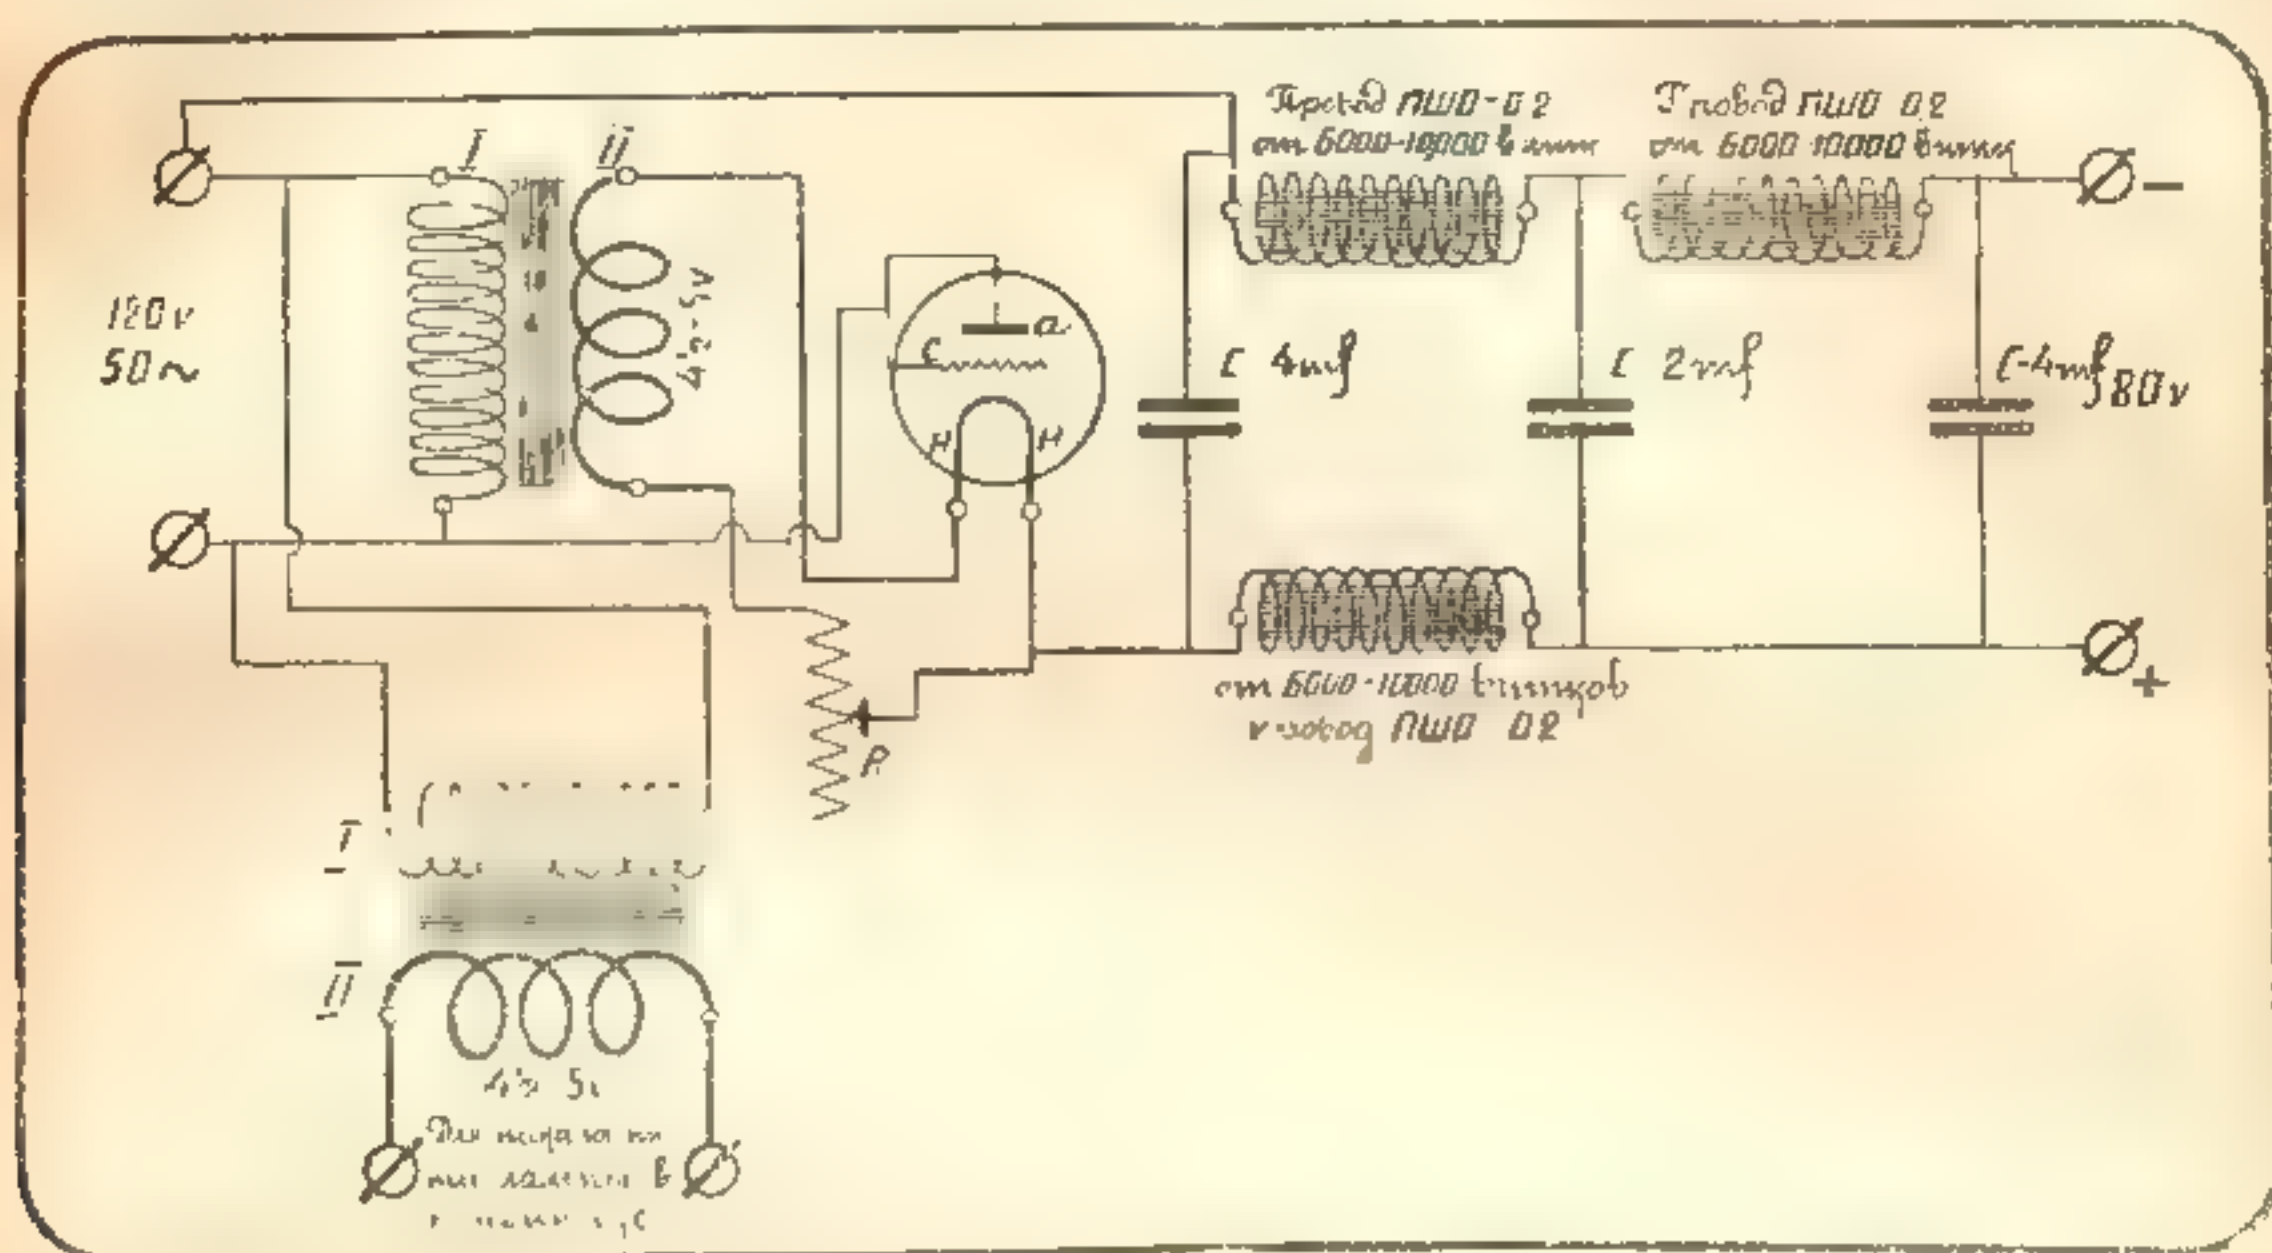 I
II
Провод ПШО-0 2
от 6000-10000 витк
Провод ПШО 0 2
от 6000 10000 витк
−
120 v
50 ~
4½-5v
a
C
H H
C 4mf
C 2mf
C-4mf
80 v
R
от 6000-10000 витков
провод ПШО 0 2
+
I
II
4½ 5v